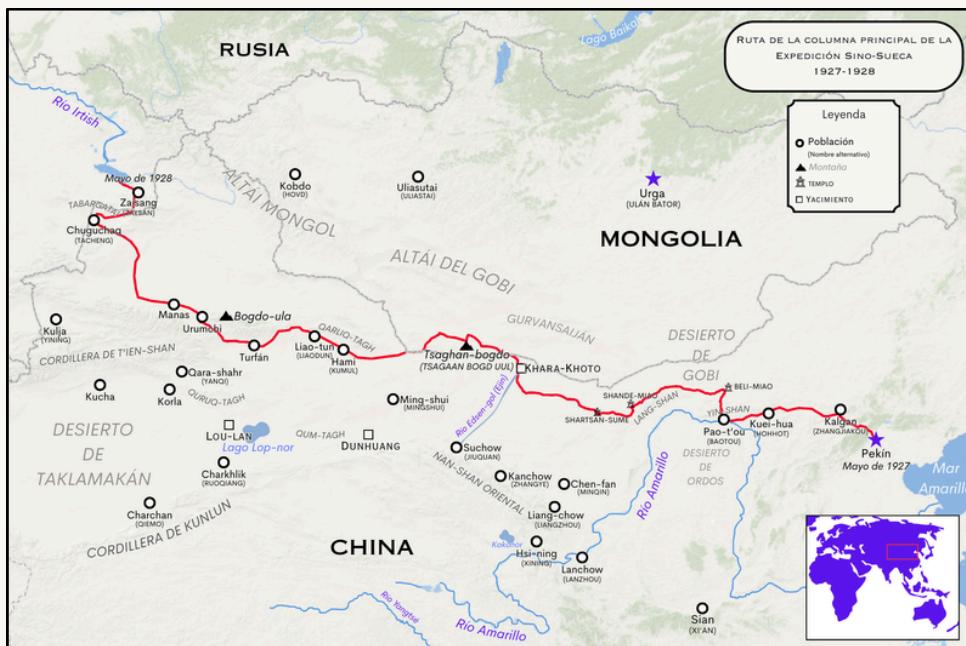 RUTA DE LA COLUMNA PRINCIPAL DE LA
EXPEDICIÓN SINO-SUECA
1927-1928
Leyenda
Población
(Nombre alternativo)
Montaña
TEMPLO
YACIMIENTO
RUSIA
Lago Baikal
Río Irtish
Mayo de 1928
Zaisang
(ZAYSÁN)
Kobdo
(HOVD)
Uliasutai
(ULIASTAI)
Urga
(ULÁN BATOR)
ALTÁI MONGOL
Chuguchaq
(TACHENG)
MONGOLIA
ALTÁI DEL GOBI
Manas
Urumchi
Bogdo-ula
GURVANSAIJÁN
Kulja
(YINING)
QARLIQ-TAGH
DESIERTO
DE
GOBI
CORDILLERA DE T'IEN-SHAN
Turfán
Liao-tun
(LIAODUN)
Hami
(KUMUL)
Tsaghan-bogdo
(TSAGAAN BOGD UUL)
KHARA-KHOTO
Qara-shahr
(YANQI)
Kucha
Korla
QURUQ-TAGH
Ming-shui
(MINGSHUI)
Río Edsen-gol (Ejin)
SHANDE-MIAO
BELI-MIAO
SHARTSAN-SUME
LANG-SHAN
YIN-SHAN
Pao-t'ou
(BAOTOU)
Kuei-hua
(HOHHOT)
Kalgan
(ZHANGJIAKOU)
Pekín
Mayo de 1927
DESIERTO
DE
TAKLAMAKÁN
LOU-LAN
Lago Lop-nor
QUM-TAGH
DUNHUANG
Suchow
(JIUQUAN)
DESIERTO
DE
ORDOS
Mar
Amarillo
Charkhlik
(RUOQIANG)
NAN-SHAN ORIENTAL
Kanchow
(ZHANGYE)
Chen-fan
(MINQIN)
Río Amarillo
Charchan
(QIEMO)
CORDILLERA DE KUNLUN
Liang-chow
(LIANGZHOU)
CHINA
Kokonor
Hsi-ning
(XINING)
Lanchow
(LANZHOU)
Río Yangtsé
Río Amarillo
Sian
(XI'AN)